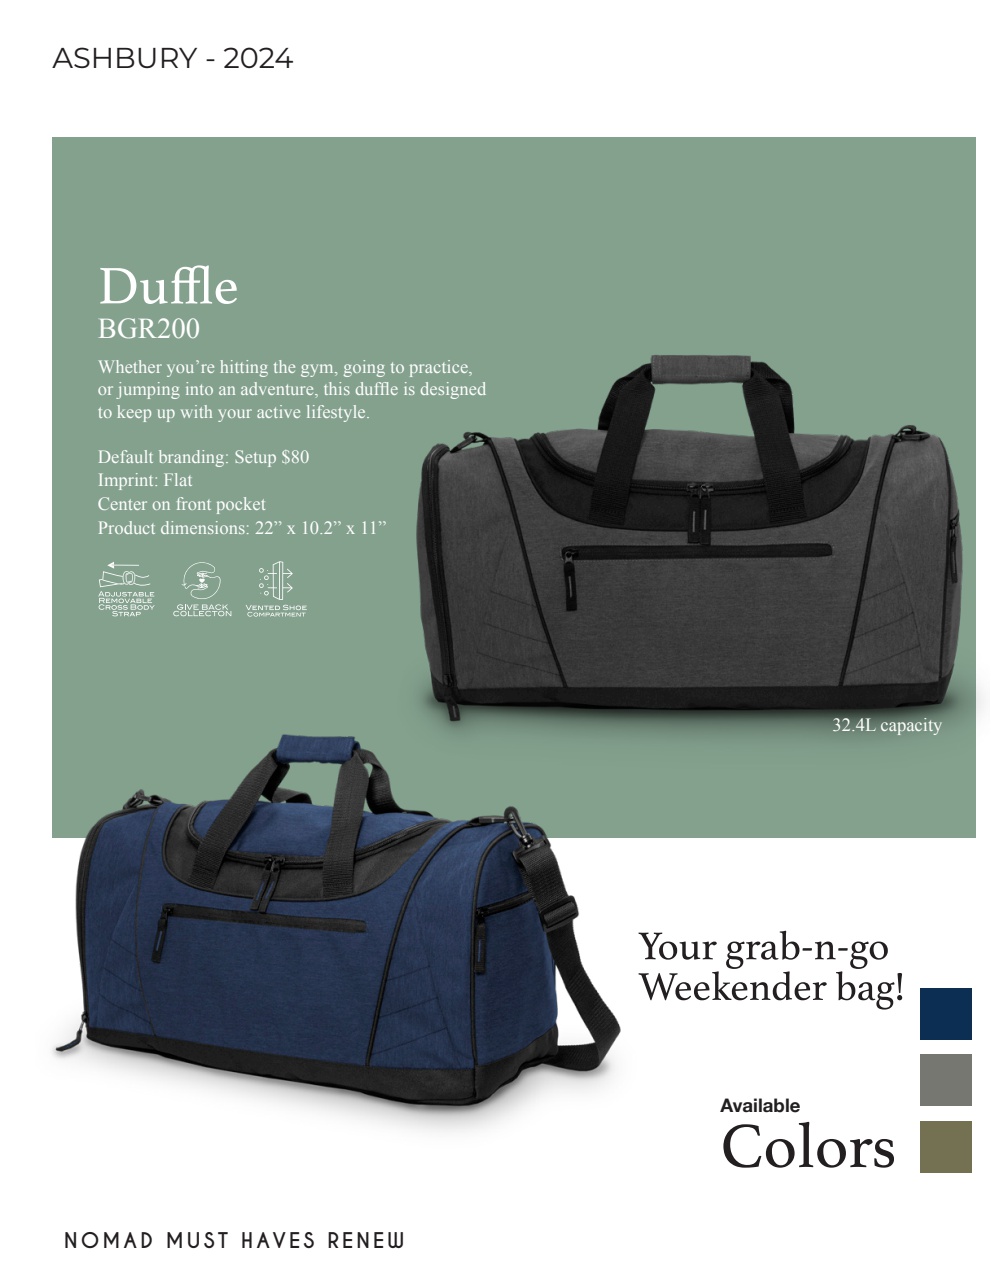 ASHBURY - 2024
Duffle
BGR200
Whether you’re hitting the gym, going to practice,
or jumping into an adventure, this duffle is designed
to keep up with your active lifestyle.
Default branding: Setup $80
Imprint: Flat
Center on front pocket
Product dimensions: 22” x 10.2” x 11”
ADJUSTABLE
REMOVABLE
CROSS BODY
STRAP
GIVE BACK
COLLECTON
VENTED SHOE
COMPARTMENT
32.4L capacity
Your grab-n-go
Weekender bag!
Available
Colors
NOMAD MUST HAVES RENEW